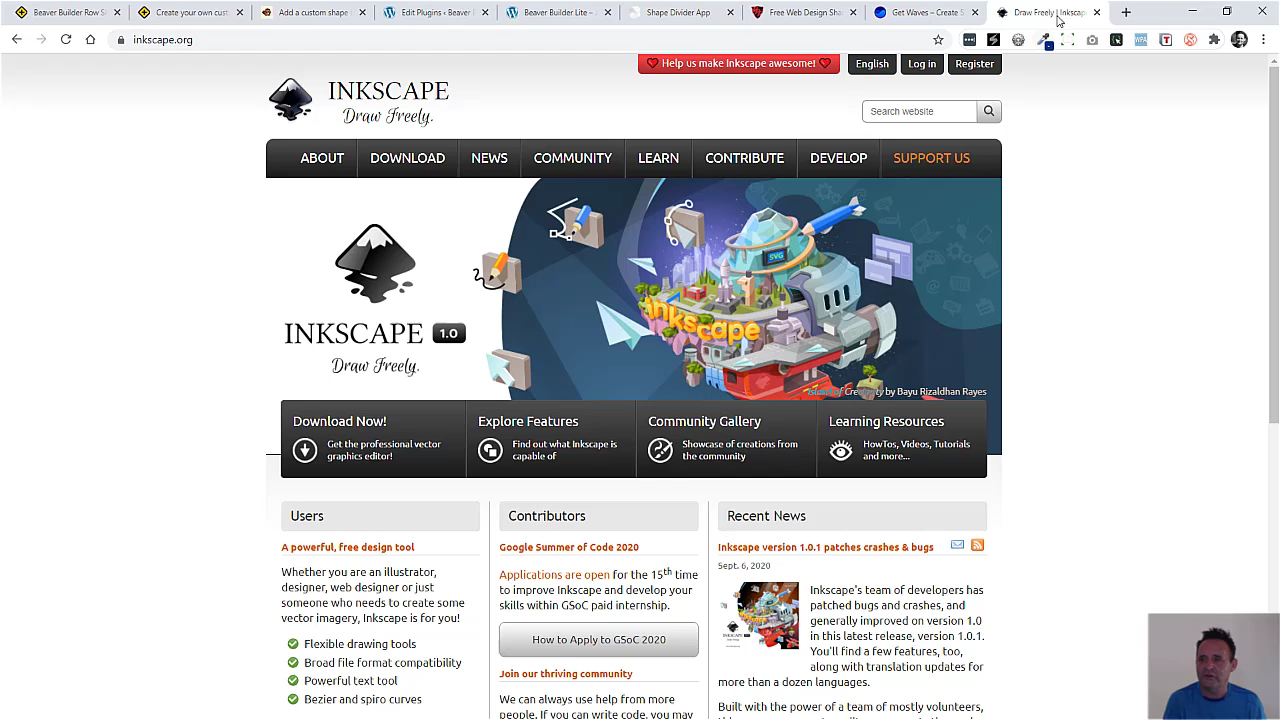 Beaver Builder Row S
Create your own cust
Add a custom shape
Edit Plugins ‹ Beaver
Beaver Builder Lite –
Shape Divider App
Free Web Design Sha
Get Waves – Create S
Draw Freely | Inkscape
inkscape.org
Help us make Inkscape awesome!
English
Log in
Register
INKSCAPE
Draw Freely.
Search website
ABOUT
DOWNLOAD
NEWS
COMMUNITY
LEARN
CONTRIBUTE
DEVELOP
SUPPORT US
SVG
inkscape
INKSCAPE 1.0
Draw Freely.
Island of Creativity by Bayu Rizaldhan Rayes
Download Now!
Get the professional vector
graphics editor!
Explore Features
Find out what Inkscape is
capable of
Community Gallery
Showcase of creations from
the community
Learning Resources
HowTos, Videos, Tutorials
and more...
Users
A powerful, free design tool
Whether you are an illustrator,
designer, web designer or just
someone who needs to create some
vector imagery, Inkscape is for you!
Flexible drawing tools
Broad file format compatibility
Powerful text tool
Bezier and spiro curves
Contributors
Google Summer of Code 2020
Applications are open for the 15th time
to improve Inkscape and develop your
skills within GSoC paid internship.
How to Apply to GSoC 2020
Join our thriving community
We can always use help from more
people. If you can write code, you may
Recent News
Inkscape version 1.0.1 patches crashes & bugs
Sept. 6, 2020
Inkscape's team of developers has
patched bugs and crashes, and
generally improved on version 1.0
in this latest release, version 1.0.1.
You'll find a few features, too,
along with translation updates for
more than a dozen languages.
Built with the power of a team of mostly volunteers,